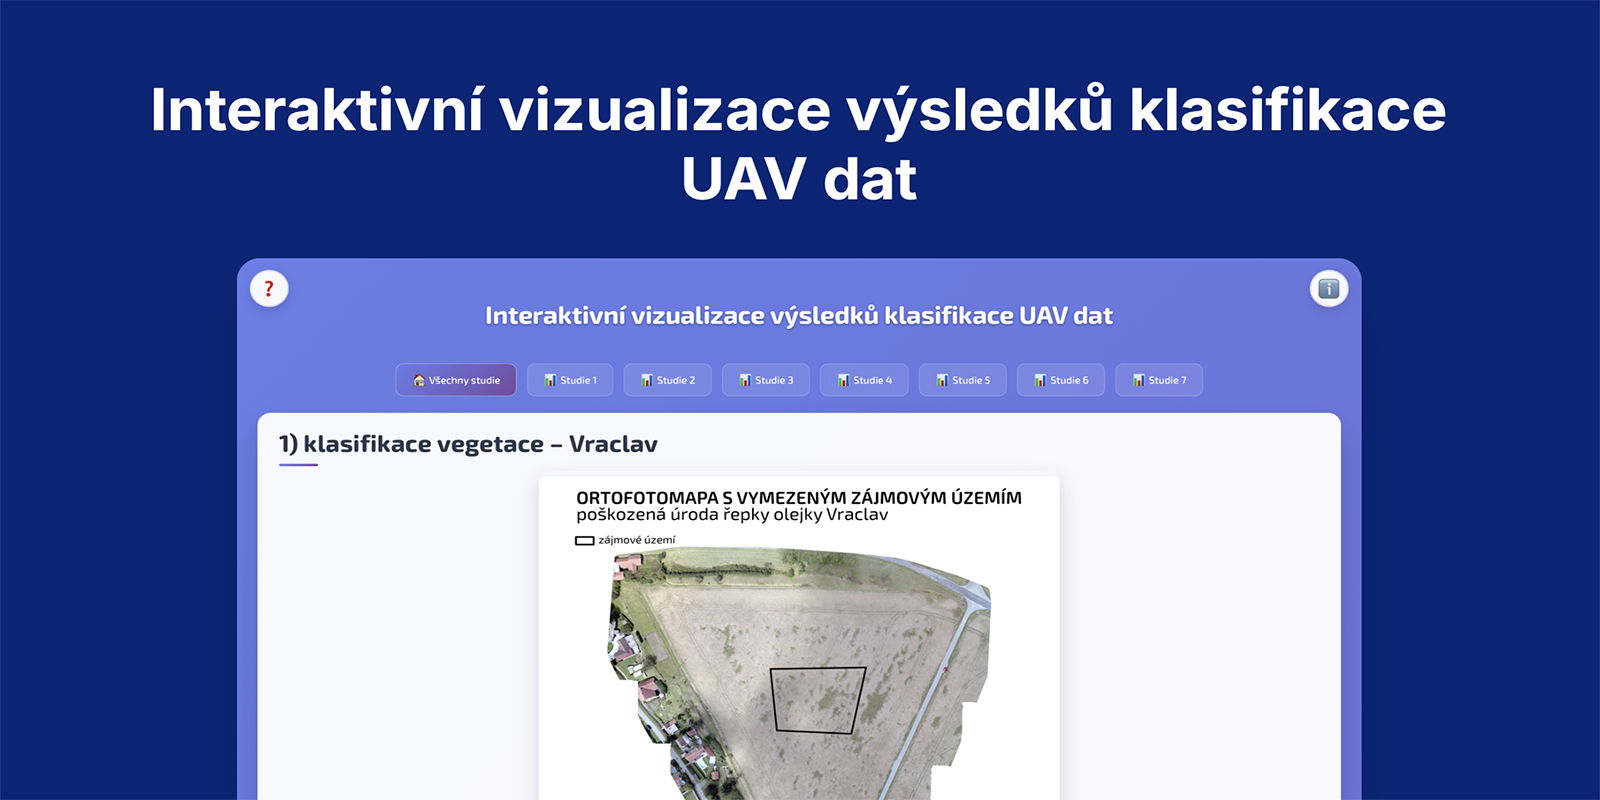 Interaktivní vizualizace výsledků klasifikace
UAV dat
?
i
Interaktivní vizualizace výsledků klasifikace UAV dat
Všechny studie
Studie 1
Studie 2
Studie 3
Studie 4
Studie 5
Studie 6
Studie 7
1) klasifikace vegetace – Vraclav
ORTOFOTOMAPA S VYMEZENÝM ZÁJMOVÝM ÚZEMÍM
poškozená úroda řepky olejky Vraclav
zájmové území